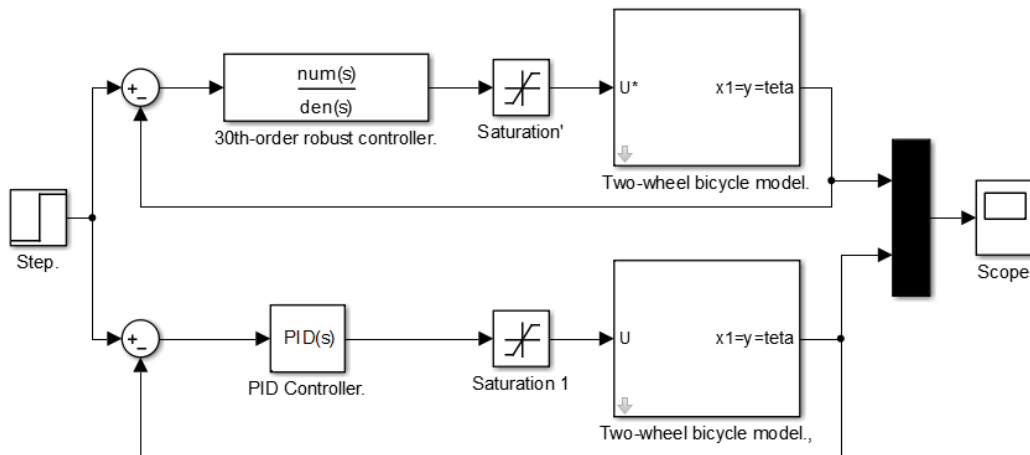 num(s)
den(s)
30th-order robust controller.
+
−
Saturation'
U*
x1=y=teta
Two-wheel bicycle model.
Step.
Scope
+
−
PID(s)
PID Controller.
Saturation 1
U
x1=y=teta
Two-wheel bicycle model.,